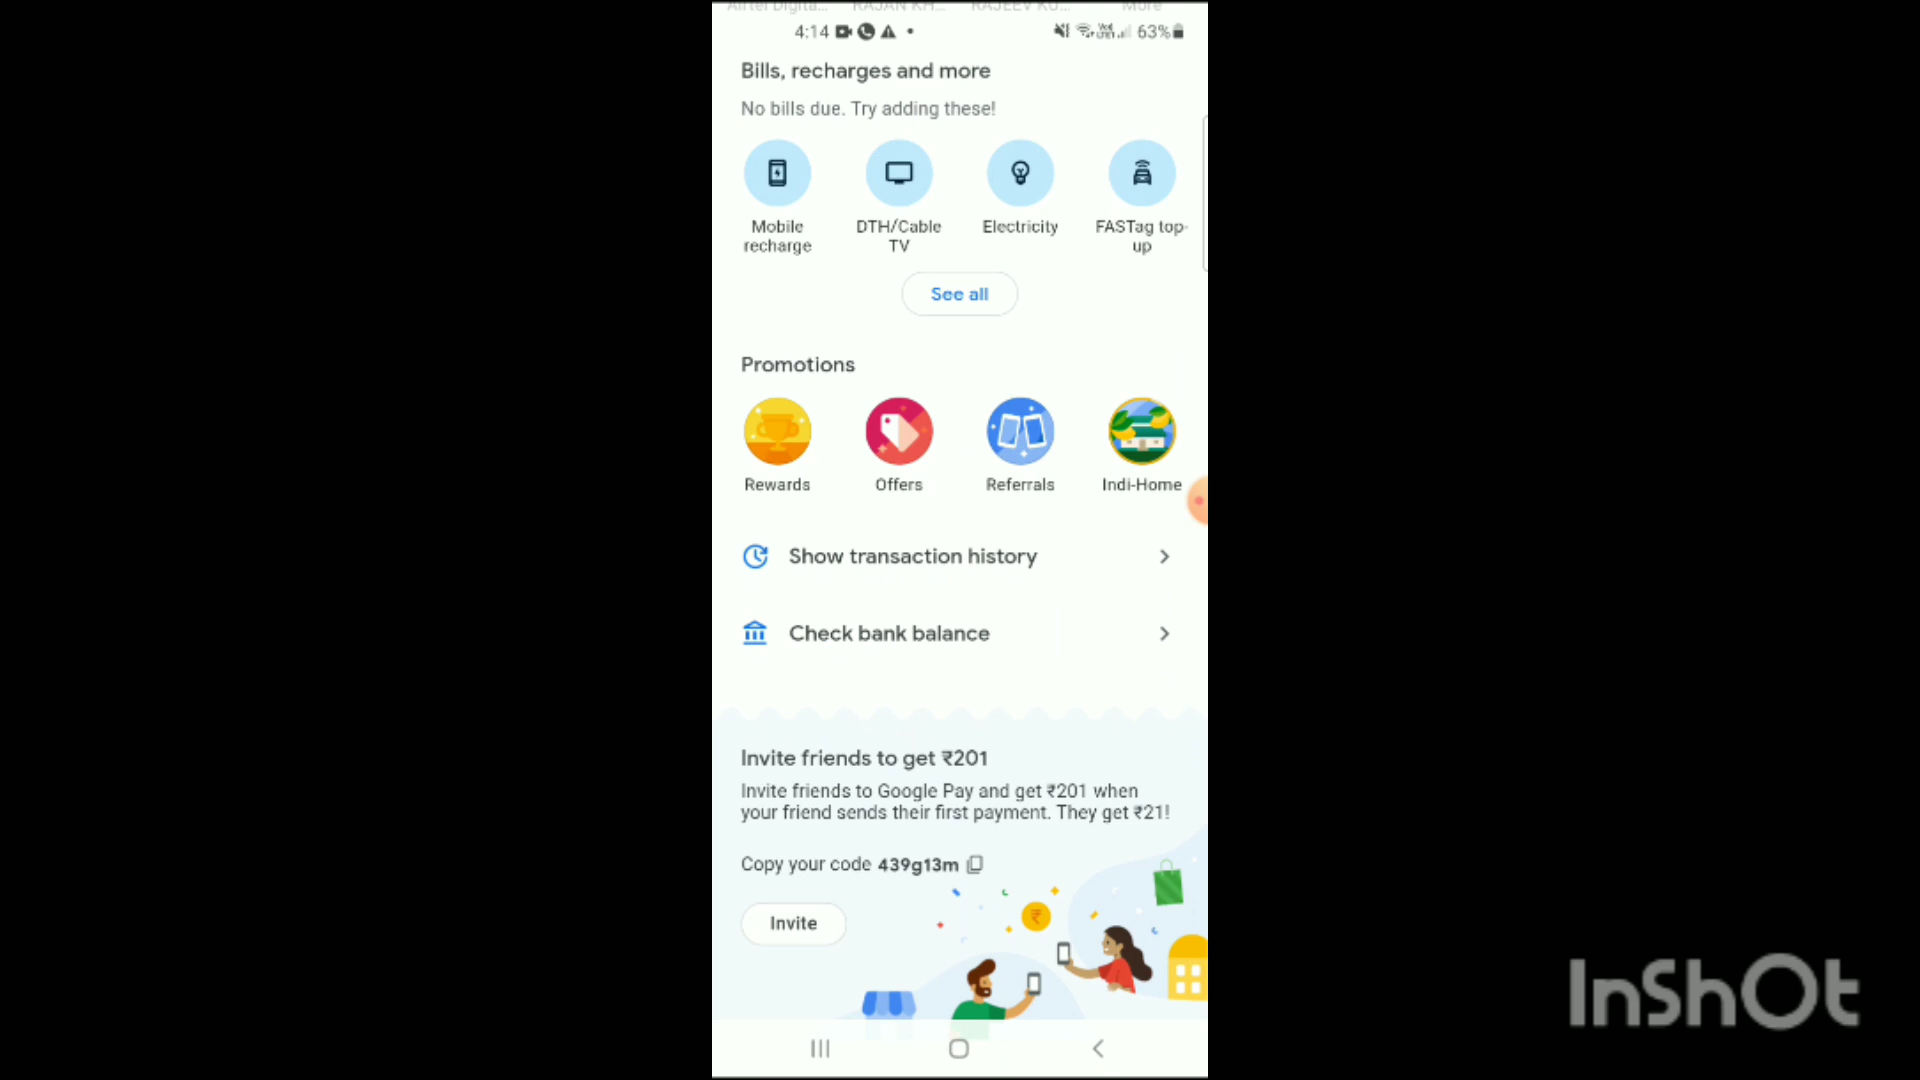 4:14 63%
Bills, recharges and more
No bills due. Try adding these!
Mobile recharge
DTH/Cable TV
Electricity
FASTag top-up
See all
Promotions
Rewards Offers Referrals Indi-Home
Show transaction history
Check bank balance
Invite friends to get ₹201
Invite friends to Google Pay and get ₹201 when
your friend sends their first payment. They get ₹21!
Copy your code 439g13m
Invite
InShOt